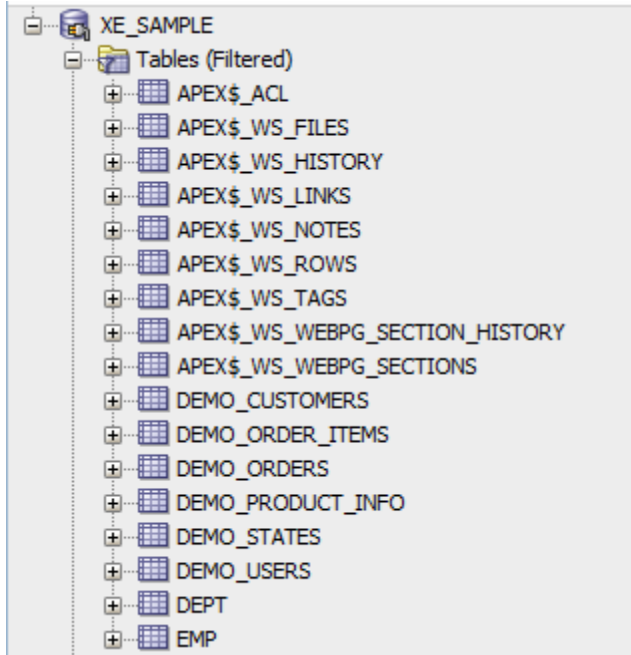 XE_SAMPLE
Tables (Filtered)
APEX$_ACL
APEX$_WS_FILES
APEX$_WS_HISTORY
APEX$_WS_LINKS
APEX$_WS_NOTES
APEX$_WS_ROWS
APEX$_WS_TAGS
APEX$_WS_WEBPG_SECTION_HISTORY
APEX$_WS_WEBPG_SECTIONS
DEMO_CUSTOMERS
DEMO_ORDER_ITEMS
DEMO_ORDERS
DEMO_PRODUCT_INFO
DEMO_STATES
DEMO_USERS
DEPT
EMP